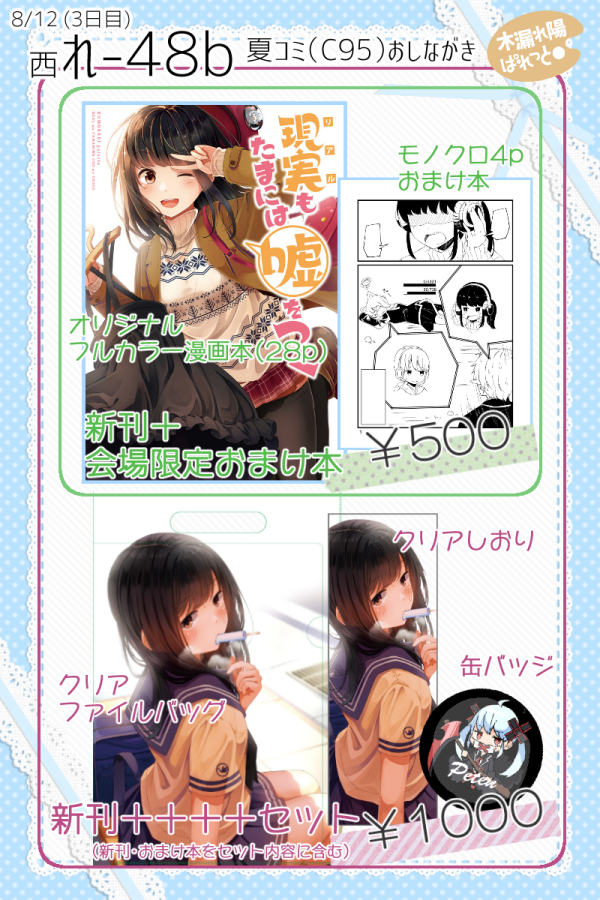 8/12 (3日目)
西れ-48b
夏コミ(C95)おしながき
木漏れ陽
ぱれっと
リアル
現実も
たまには
嘘を
つく
モノクロ4p
おまけ本
オリジナル
フルカラー漫画本(28p)
新刊+
会場限定おまけ本
¥500
クリアしおり
缶バッジ
クリア
ファイルバッグ
Peten
新刊++++セット
¥1000
(新刊・おまけ本をセット内容に含む)